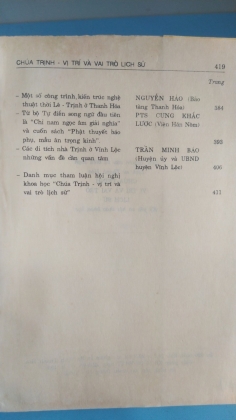 CHÚA TRỊNH - VỊ TRÍ VÀ VAI TRÒ LỊCH SỬ 419
Trang
- Một số công trình kiến trúc nghệ thuật thời Lê - Trịnh ở Thanh Hóa
NGUYỄN HẢO (Bảo tàng Thanh Hóa) 384
- Từ bộ Tự điển song ngữ đầu tiên là "Chỉ nam ngọc âm giải nghĩa" và cuốn sách "Phật thuyết báo phụ, mẫu ân trọng kinh".
PTS CUNG KHẮC LƯỢC (Viện Hán Nôm) 388
- Các di tích nhà Trịnh ở Vĩnh Lộc những vấn đề cần quan tâm
TRẦN MINH BAO (Huyện ủy và UBND huyện Vĩnh Lộc) 400
- Danh mục tham luận hội nghị khoa học "Chúa Trịnh - vị trí và vai trò lịch sử" 411